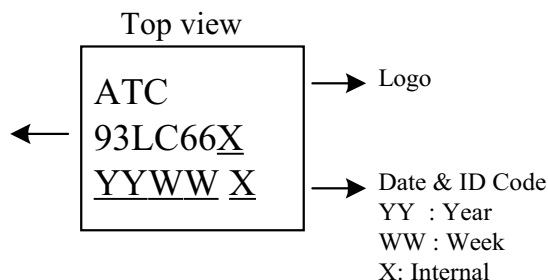 Top view
ATC
93LC66X
YYWW X
Logo
Date & ID Code
YY : Year
WW : Week
X: Internal